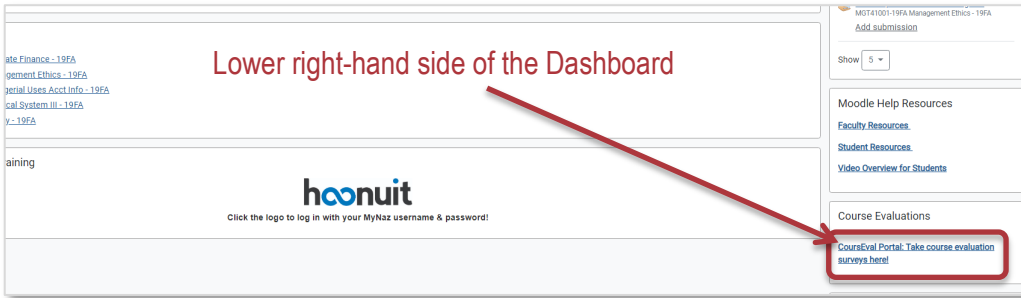 MGT41001-19FA Management Ethics - 19FA
Add submission
Show 5
ate Finance - 19FA
gement Ethics - 19FA
gerial Uses Acct Info - 19FA
cal System III - 19FA
y - 19FA
Lower right-hand side of the Dashboard
Moodle Help Resources
Faculty Resources
Student Resources
Video Overview for Students
aining
hoonuit
Click the logo to log in with your MyNaz username & password!
Course Evaluations
CoursEval Portal: Take course evaluation
surveys here!